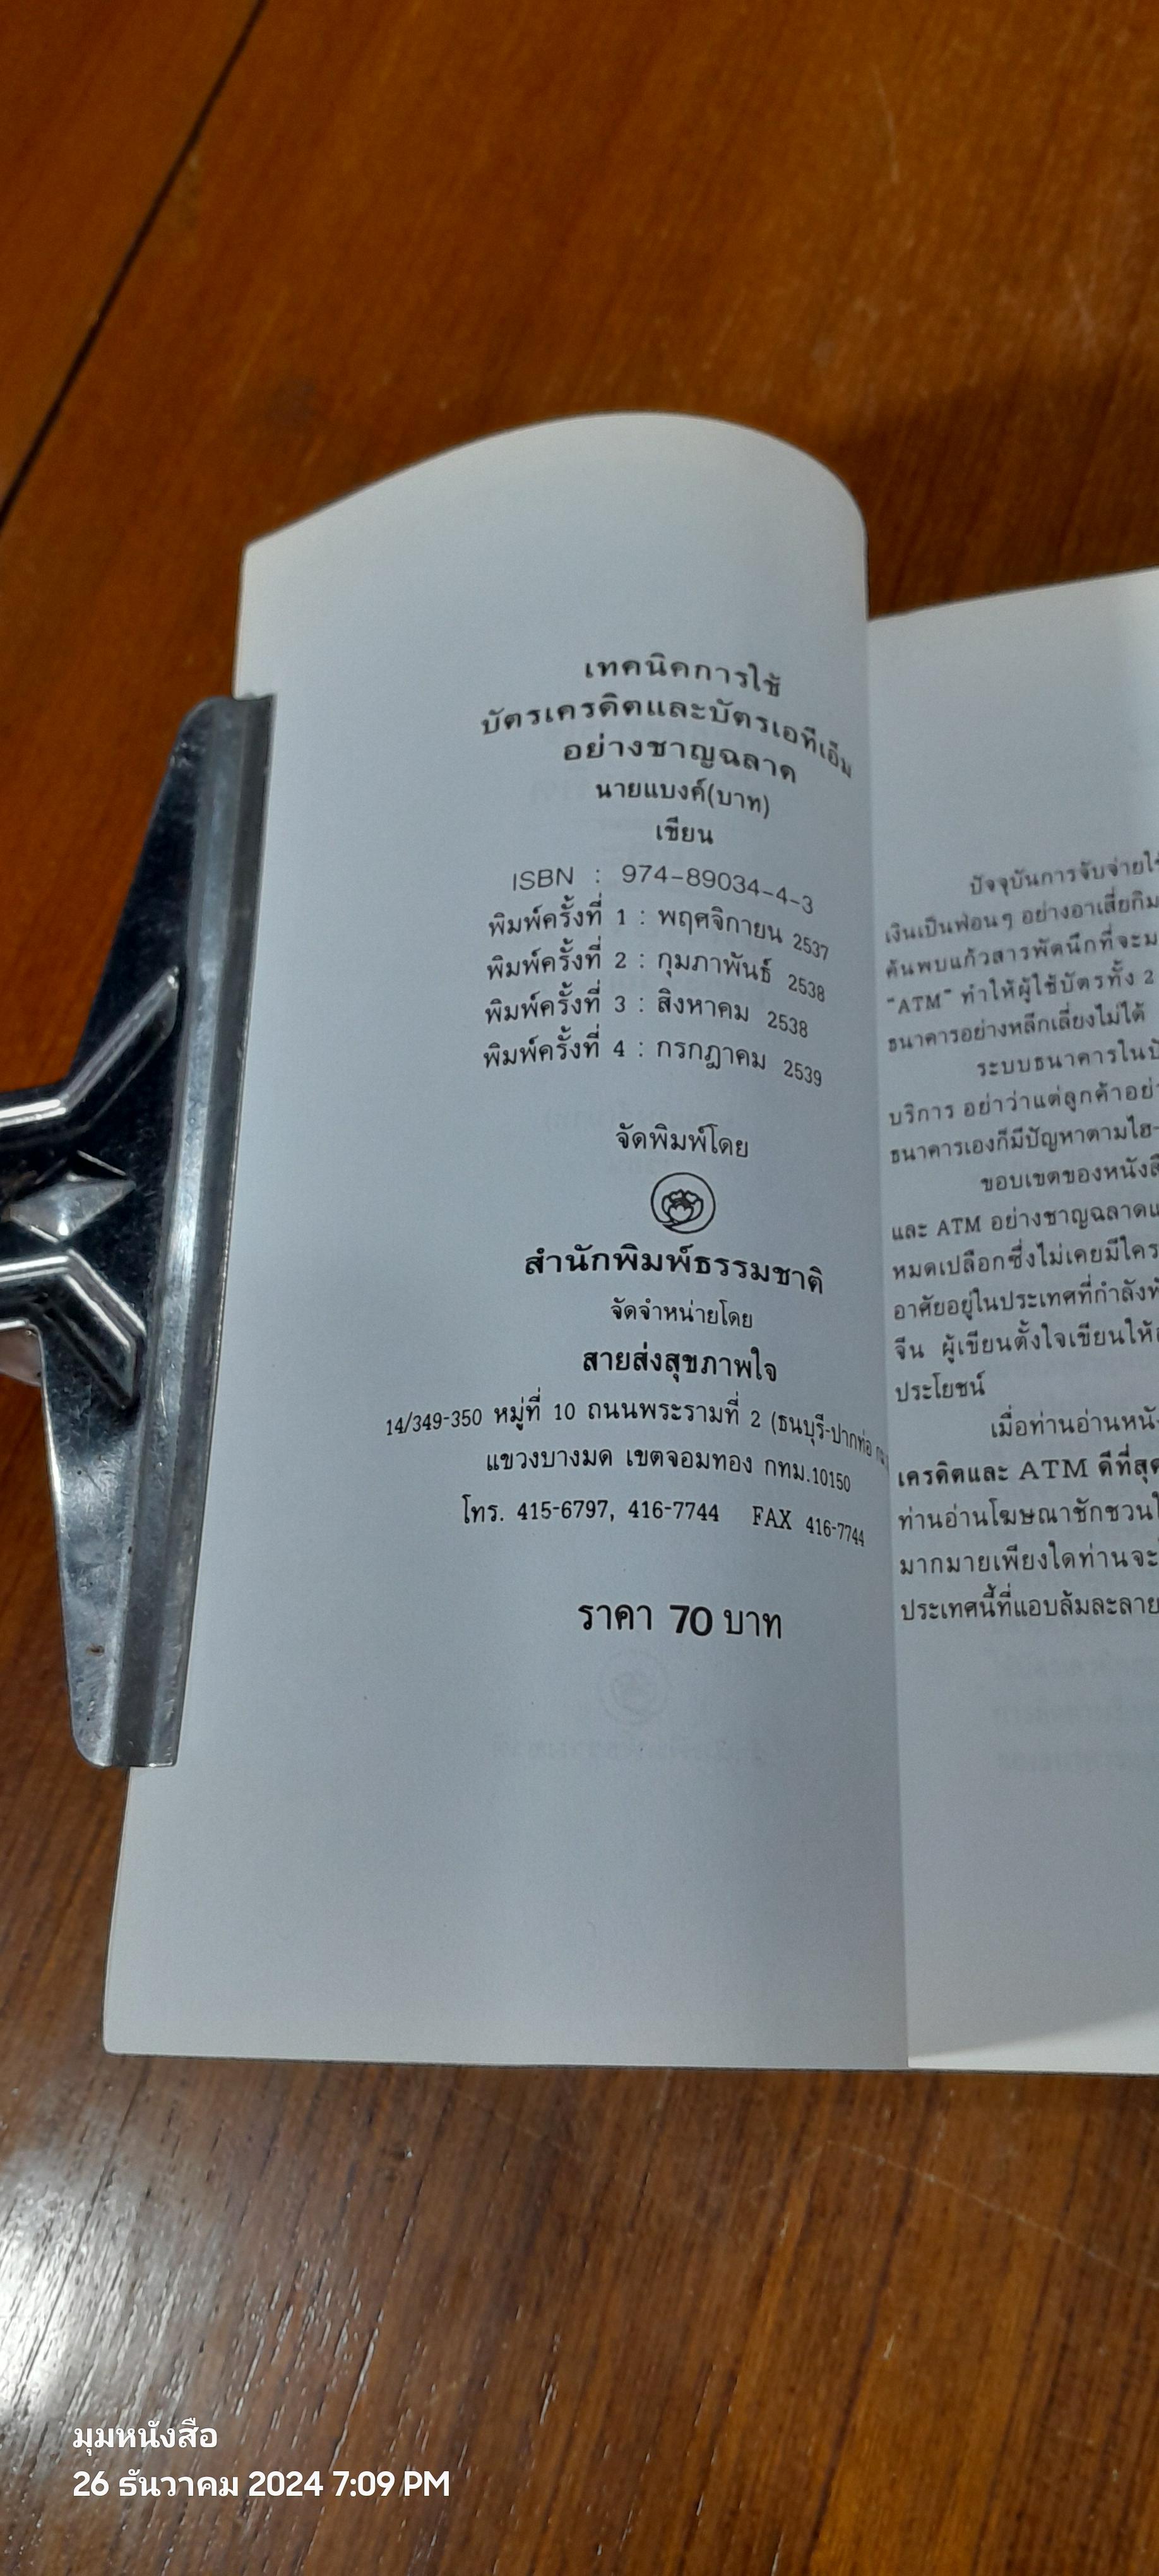 เทคนิคการใช้
บัตรเครดิตและบัตรเอทีเอ็ม
อย่างชาญฉลาด
นายแบงค์(บาท)
เขียน
ISBN : 974-89034-4-3
พิมพ์ครั้งที่ 1 : พฤศจิกายน 2537
พิมพ์ครั้งที่ 2 : กุมภาพันธ์ 2538
พิมพ์ครั้งที่ 3 : สิงหาคม 2538
พิมพ์ครั้งที่ 4 : กรกฎาคม 2539
จัดพิมพ์โดย
สำนักพิมพ์ธรรมชาติ
จัดจำหน่ายโดย
สายส่งสุขภาพใจ
14/349-350 หมู่ที่ 10 ถนนพระรามที่ 2 (ธนบุรี-ปากท่อ
แขวงบางมด เขตจอมทอง กทม.10150
โทร. 415-6797, 416-7744 FAX 416-7744
ราคา 70 บาท
ปัจจุบันการจับจ่ายใช้
เงินเป็นฟ่อนๆ อย่างอาเสี่ยกิม
ค้นพบแก้วสารพัดนึกที่จะม
"ATM" ทำให้ผู้ใช้บัตรทั้ง 2
ธนาคารอย่างหลีกเลี่ยงไม่ได้
ระบบธนาคารในปั
บริการ อย่าว่าแต่ลูกค้าอย่า
ธนาคารเองก็มีปัญหาตามไฮ-
ขอบเขตของหนังสื
และ ATM อย่างชาญฉลาดแ
หมดเปลือกซึ่งไม่เคยมีใคร
อาศัยอยู่ในประเทศที่กำลังพั
จีน ผู้เขียนตั้งใจเขียนให้
ประโยชน์
เมื่อท่านอ่านหนัง
เครดิตและ ATM ดีที่สุด
ท่านอ่านโฆษณาชักชวนใ
มากมายเพียงใดท่านจะ
ประเทศนี้ที่แอบล้มละลาย
มุมหนังสือ
26 ธันวาคม 2024 7:09 PM